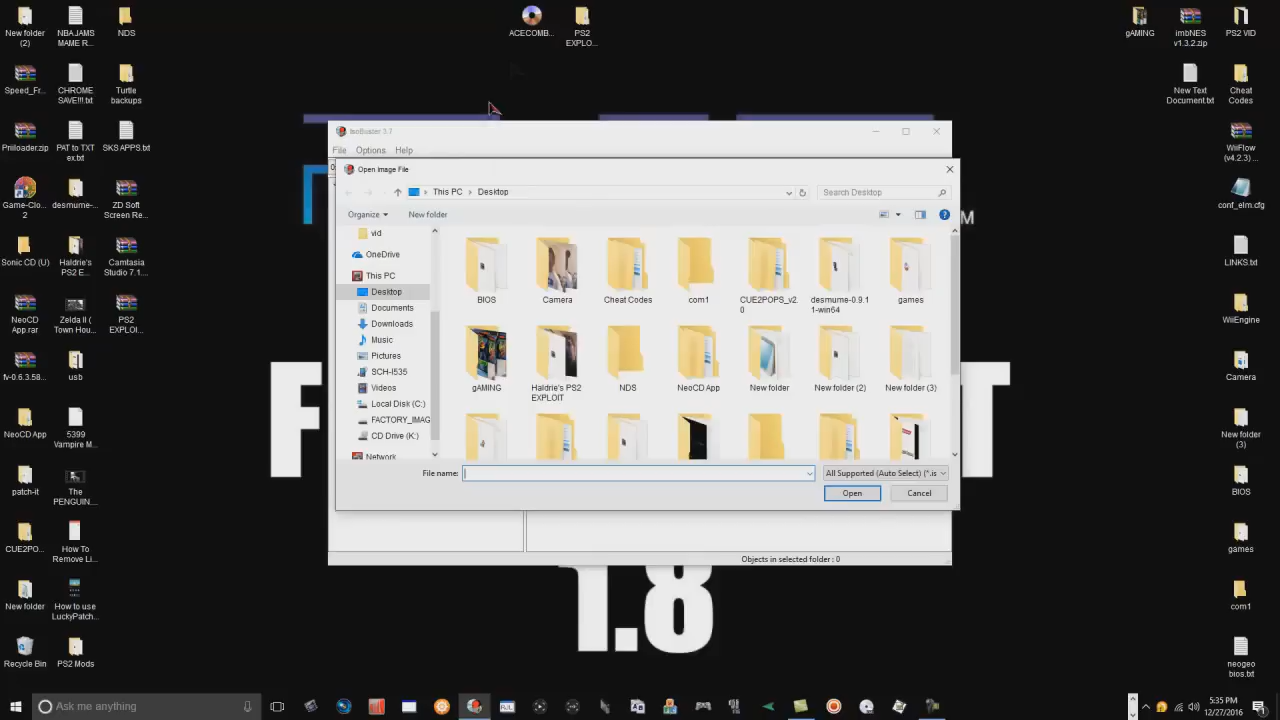 New folder
(2)
NBAJAMS
MAME R...
NDS
ACECOMB...
PS2
EXPLO...
gAMING
imbNES
v1.3.2.zip
PS2 VID
Speed_Fr...
CHROME
SAVE!!!.txt
Turtle
backups
New Text
Document.txt
Cheat
Codes
Priiloader.zip
PAT to TXT
ex.txt
SKS APPS.txt
WiiFlow
(v4.2.3) ...
IsoBuster 3.7
File Options Help
Open Image File
This PC › Desktop
Search Desktop
Organize
New folder
Game-Clo...
2
desmume-...
ZD Soft
Screen Re...
conf_elm.cfg
Sonic CD (U)
Haldrie's
PS2 E...
Camtasia
Studio 7.1...
LINKS.txt
NeoCD
App.rar
Zelda II (
Town Hou...
PS2
EXPLOI...
WiiEngine
vid
OneDrive
This PC
Desktop
Documents
Downloads
Music
Pictures
SCH-I535
Videos
Local Disk (C:)
FACTORY_IMAG
CD Drive (K:)
Network
BIOS
Camera
Cheat Codes
com1
CUE2POPS_v2.
0
desmume-0.9.1
1-win64
games
gAMING
Haldrie's PS2
EXPLOIT
NDS
NeoCD App
New folder
New folder (2)
New folder (3)
File name:
All Supported (Auto Select) (*.is
Open
Cancel
Objects in selected folder : 0
fv-0.6.3.58...
usb
Camera
NeoCD App
5399
Vampire M...
New folder
(3)
patch-it
The
PENGUIN...
BIOS
CUE2PO...
How To
Remove Li...
games
New folder
How to use
LuckyPatch...
com1
Recycle Bin
PS2 Mods
neogeo
bios.txt
1.8
Ask me anything
5:35 PM
12/27/2016